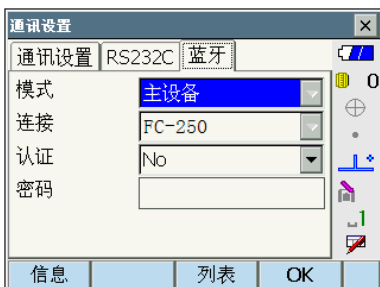 通讯设置
通讯设置 RS232C 蓝牙
模式 主设备
连接 FC-250
认证 No
密码
0
1
信息 列表 OK